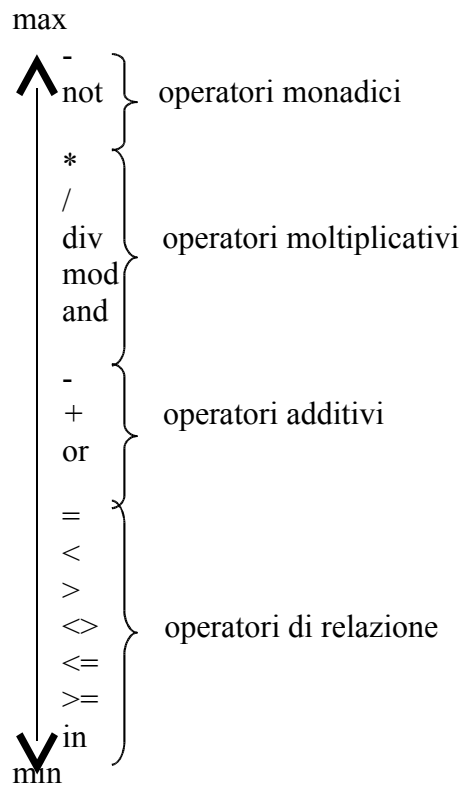 max
-
not
operatori monadici
*
/
div
operatori moltiplicativi
mod
and
-
+
operatori additivi
or
=
<
>
<>
operatori di relazione
<=
>=
in
min